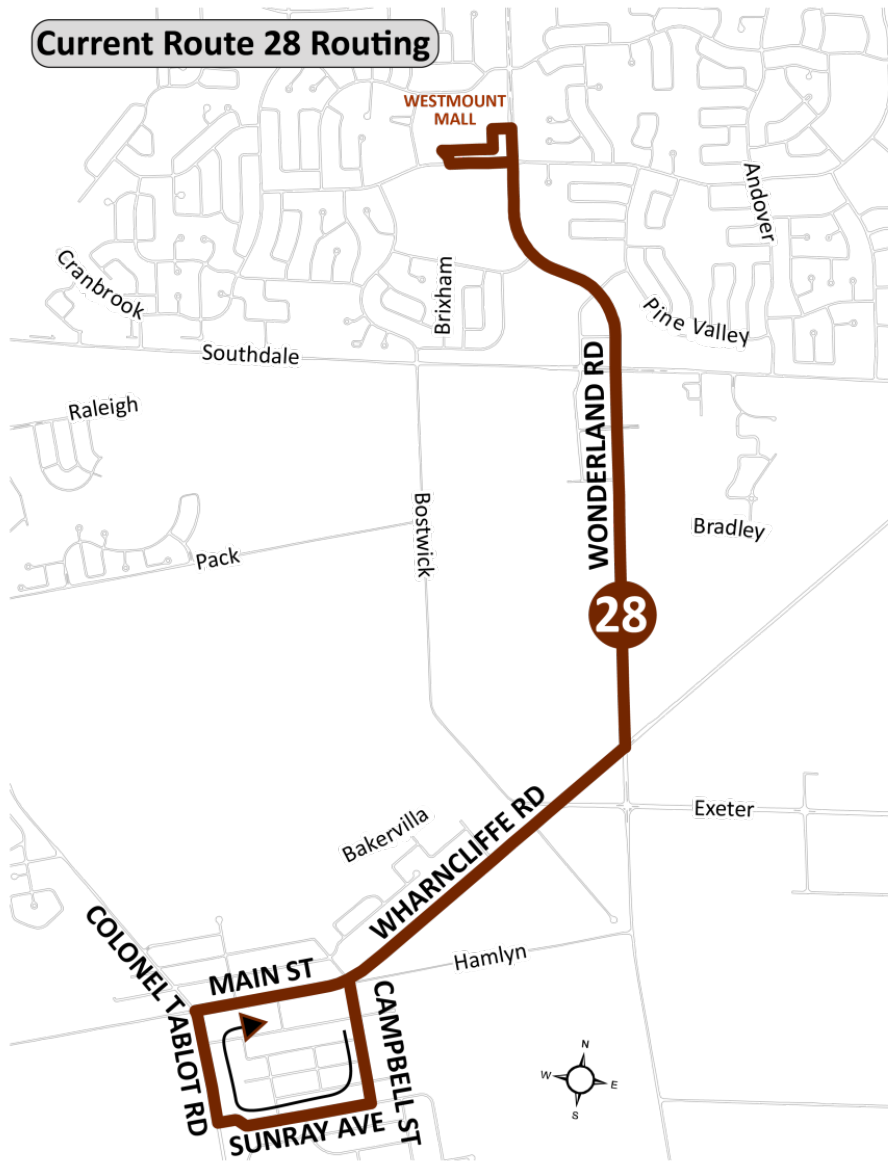 Current Route 28 Routing
WESTMOUNT
MALL
Andover
Cranbrook
Brixham
Pine Valley
Southdale
WONDERLAND RD
Raleigh
Bostwick
Bradley
Pack
28
Exeter
Bakervilla
WHARNCLIFFE RD
COLONEL TABLOT RD
MAIN ST
Hamlyn
CAMPBELL ST
SUNRAY AVE
N
W
E
S